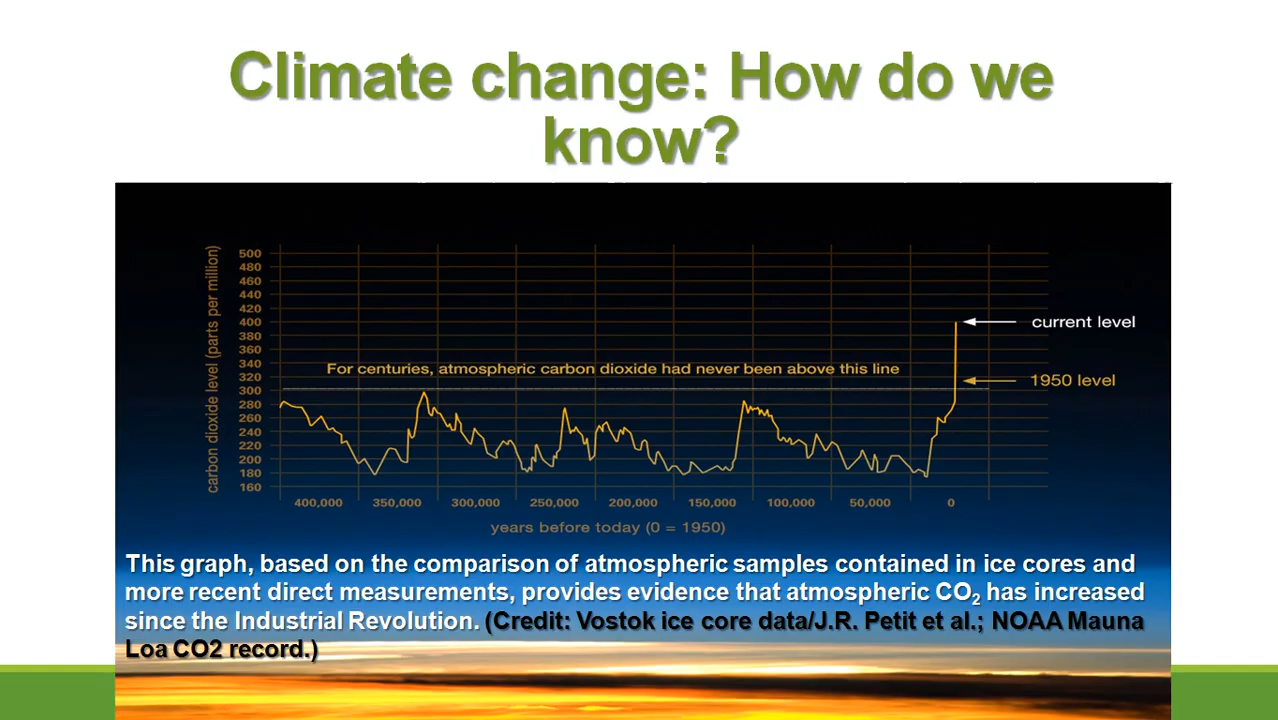 Climate change: How do we
know?
carbon dioxide level (parts per million)
500
480
460
440
420
400
380
360
340
320
300
280
260
240
220
200
180
160
For centuries, atmospheric carbon dioxide had never been above this line
current level
1950 level
400,000 350,000 300,000 250,000 200,000 150,000 100,000 50,000 0
years before today (0 = 1950)
This graph, based on the comparison of atmospheric samples contained in ice cores and
more recent direct measurements, provides evidence that atmospheric CO2 has increased
since the Industrial Revolution. (Credit: Vostok ice core data/J.R. Petit et al.; NOAA Mauna
Loa CO2 record.)